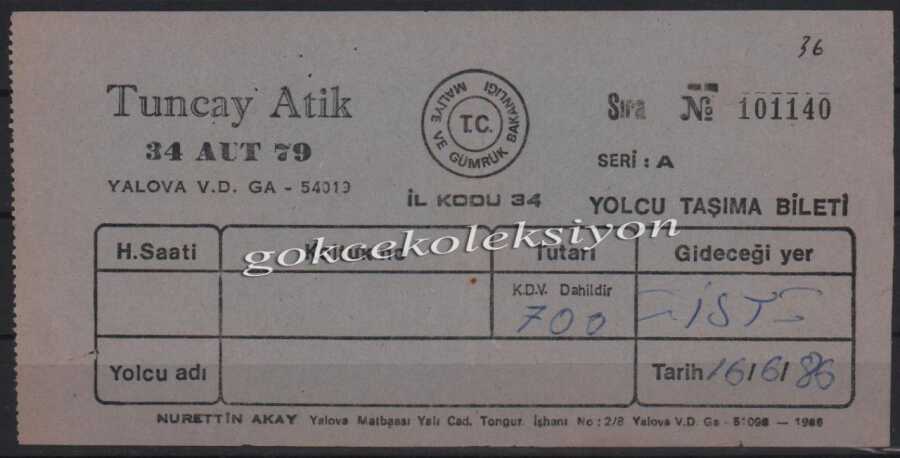 36
Tuncay Atik
34 AUT 79
YALOVA V.D. GA - 54019
MALİYE VE GÜMRÜK BAKANLIĞI
T.C.
İL KODU 34
Sıra № 101140
SERİ : A
YOLCU TAŞIMA BİLETİ
gokcekoleksiyon
H.Saati Tutarı Gideceği yer
K.D.V. Dahildir
700 İST
Yolcu adı Tarih 16/6/86
NURETTİN AKAY Yalova Matbaası Yalı Cad. Tongur. İşhanı No : 2/8 Yalova V.D. Ga - 51098 — 1986